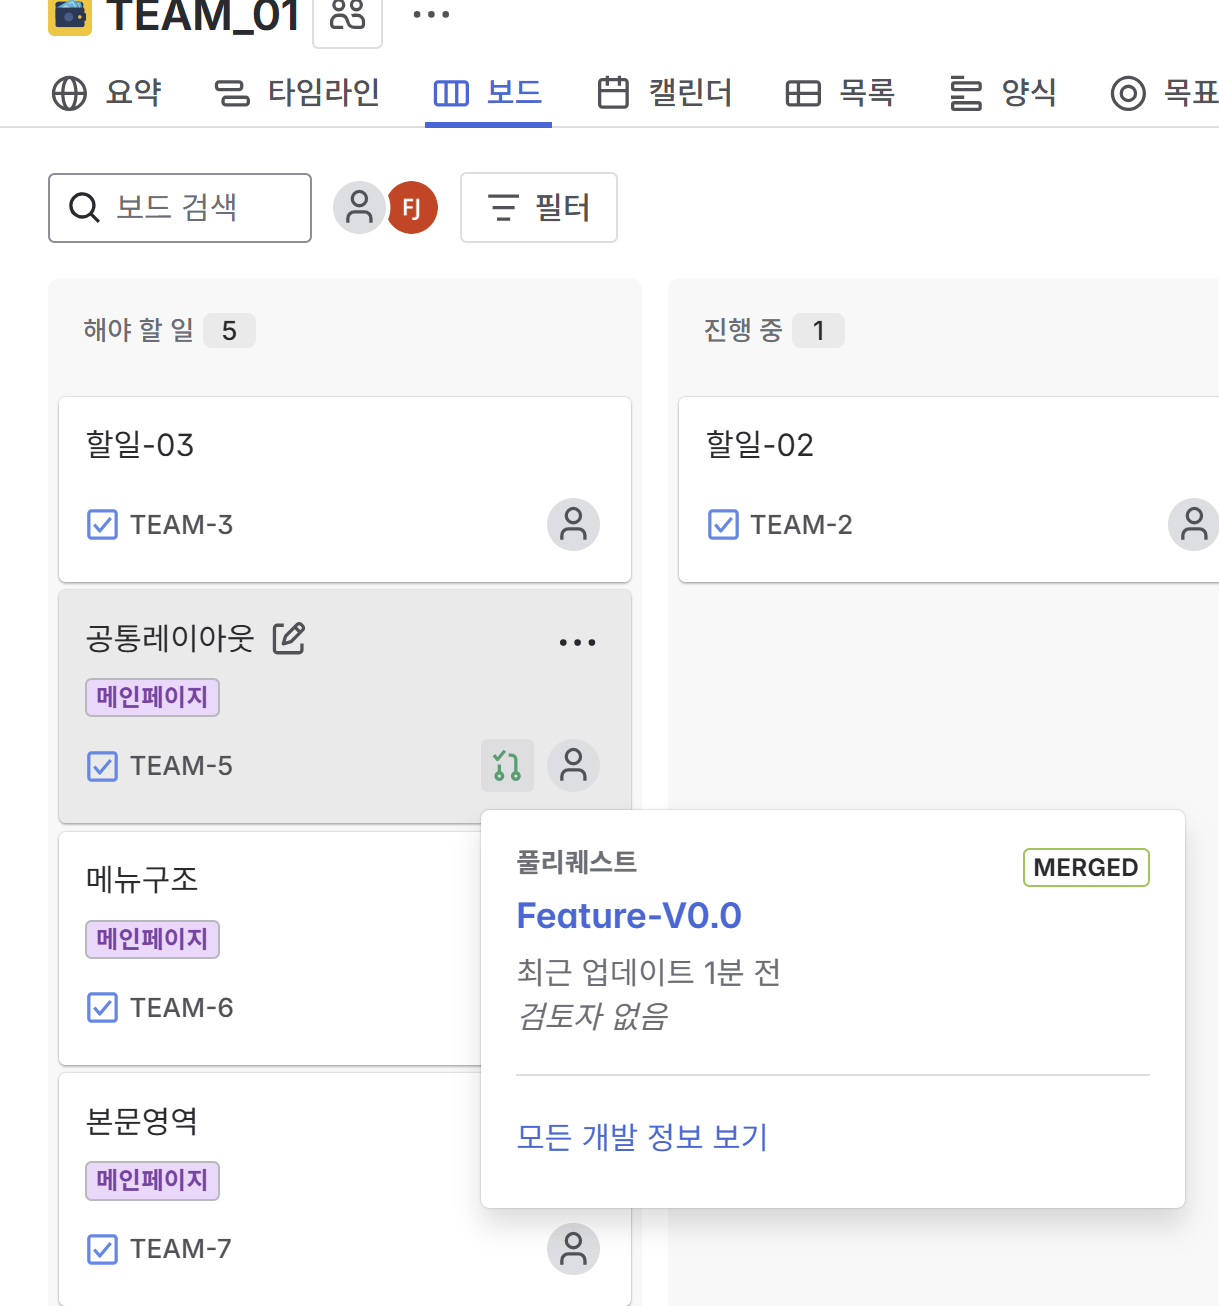 TEAM_01
요약 타임라인 보드 캘린더 목록 양식 목표
보드 검색 FJ 필터
해야 할 일 5
할일-03
TEAM-3
공통레이아웃
메인페이지
TEAM-5
메뉴구조
메인페이지
TEAM-6
본문영역
메인페이지
TEAM-7
진행 중 1
할일-02
TEAM-2
풀리퀘스트 MERGED
Feature-V0.0
최근 업데이트 1분 전
검토자 없음
모든 개발 정보 보기